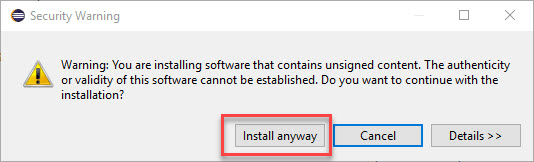 Security Warning
Warning: You are installing software that contains unsigned content. The authenticity
or validity of this software cannot be established. Do you want to continue with the
installation?
Install anyway Cancel Details >>